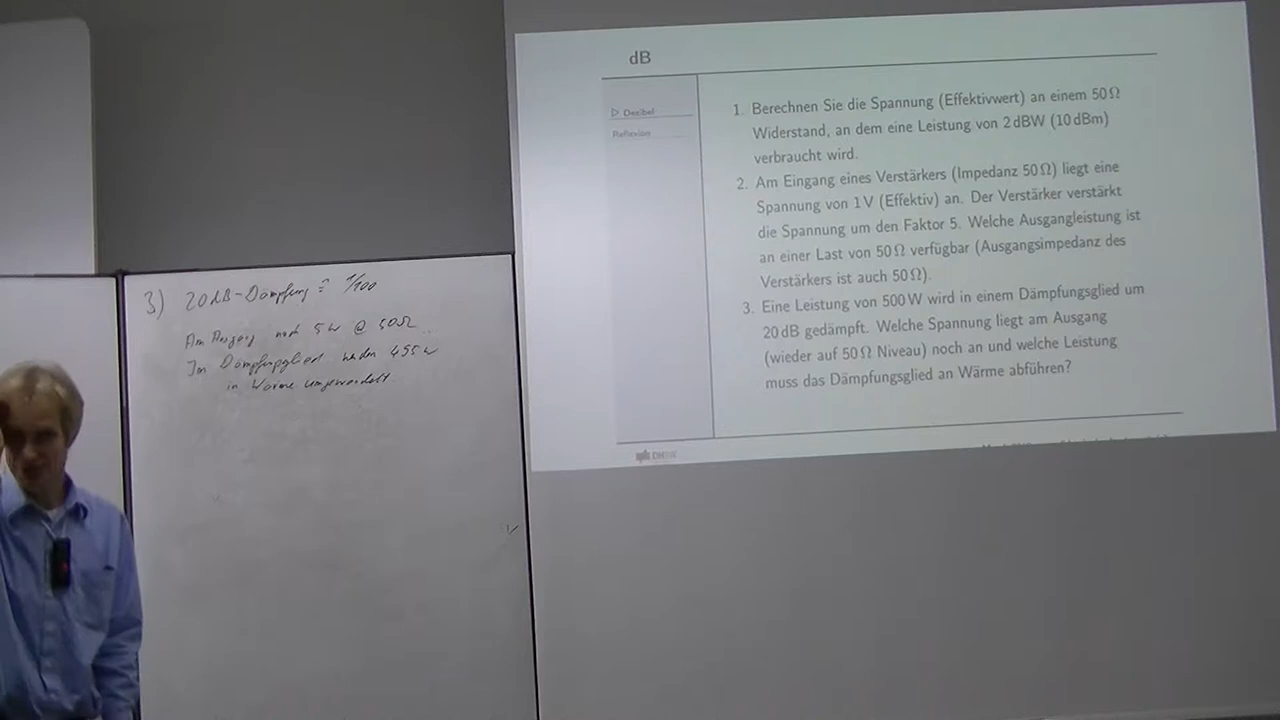 3) 20dB-Dämpfung ≙ 1/100
Am Ausgang noch 5W @ 50Ω
Im Dämpfungsglied werden 495W
in Wärme umgewandelt
dB
▷ Dezibel
Reflexion
1. Berechnen Sie die Spannung (Effektivwert) an einem 50 Ω
Widerstand, an dem eine Leistung von 2 dBW (10 dBm)
verbraucht wird.
2. Am Eingang eines Verstärkers (Impedanz 50 Ω) liegt eine
Spannung von 1 V (Effektiv) an. Der Verstärker verstärkt
die Spannung um den Faktor 5. Welche Ausgangleistung ist
an einer Last von 50 Ω verfügbar (Ausgangsimpedanz des
Verstärkers ist auch 50 Ω).
3. Eine Leistung von 500 W wird in einem Dämpfungsglied um
20 dB gedämpft. Welche Spannung liegt am Ausgang
(wieder auf 50 Ω Niveau) noch an und welche Leistung
muss das Dämpfungsglied an Wärme abführen?
DHBW